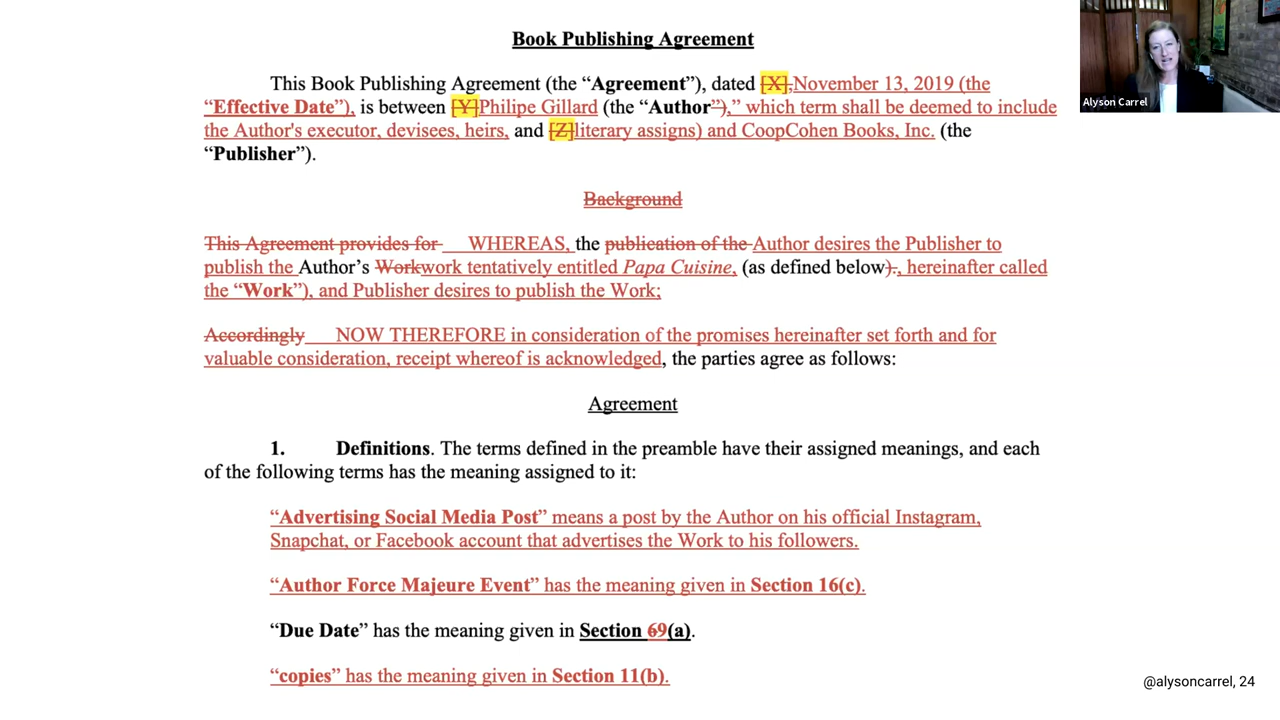 Book Publishing Agreement
This Book Publishing Agreement (the “Agreement”), dated [X],November 13, 2019 (the
“Effective Date”), is between [Y]Philipe Gillard (the “Author”),” which term shall be deemed to include
the Author's executor, devisees, heirs, and [Z]literary assigns) and CoopCohen Books, Inc. (the
“Publisher”).
Background
This Agreement provides for WHEREAS, the publication of the Author desires the Publisher to
publish the Author’s Workwork tentatively entitled Papa Cuisine, (as defined below)., hereinafter called
the “Work”), and Publisher desires to publish the Work;
Accordingly NOW THEREFORE in consideration of the promises hereinafter set forth and for
valuable consideration, receipt whereof is acknowledged, the parties agree as follows:
Agreement
1. Definitions. The terms defined in the preamble have their assigned meanings, and each
of the following terms has the meaning assigned to it:
“Advertising Social Media Post” means a post by the Author on his official Instagram,
Snapchat, or Facebook account that advertises the Work to his followers.
“Author Force Majeure Event” has the meaning given in Section 16(c).
“Due Date” has the meaning given in Section 69(a).
“copies” has the meaning given in Section 11(b).
Alyson Carrel
@alysoncarrel, 24